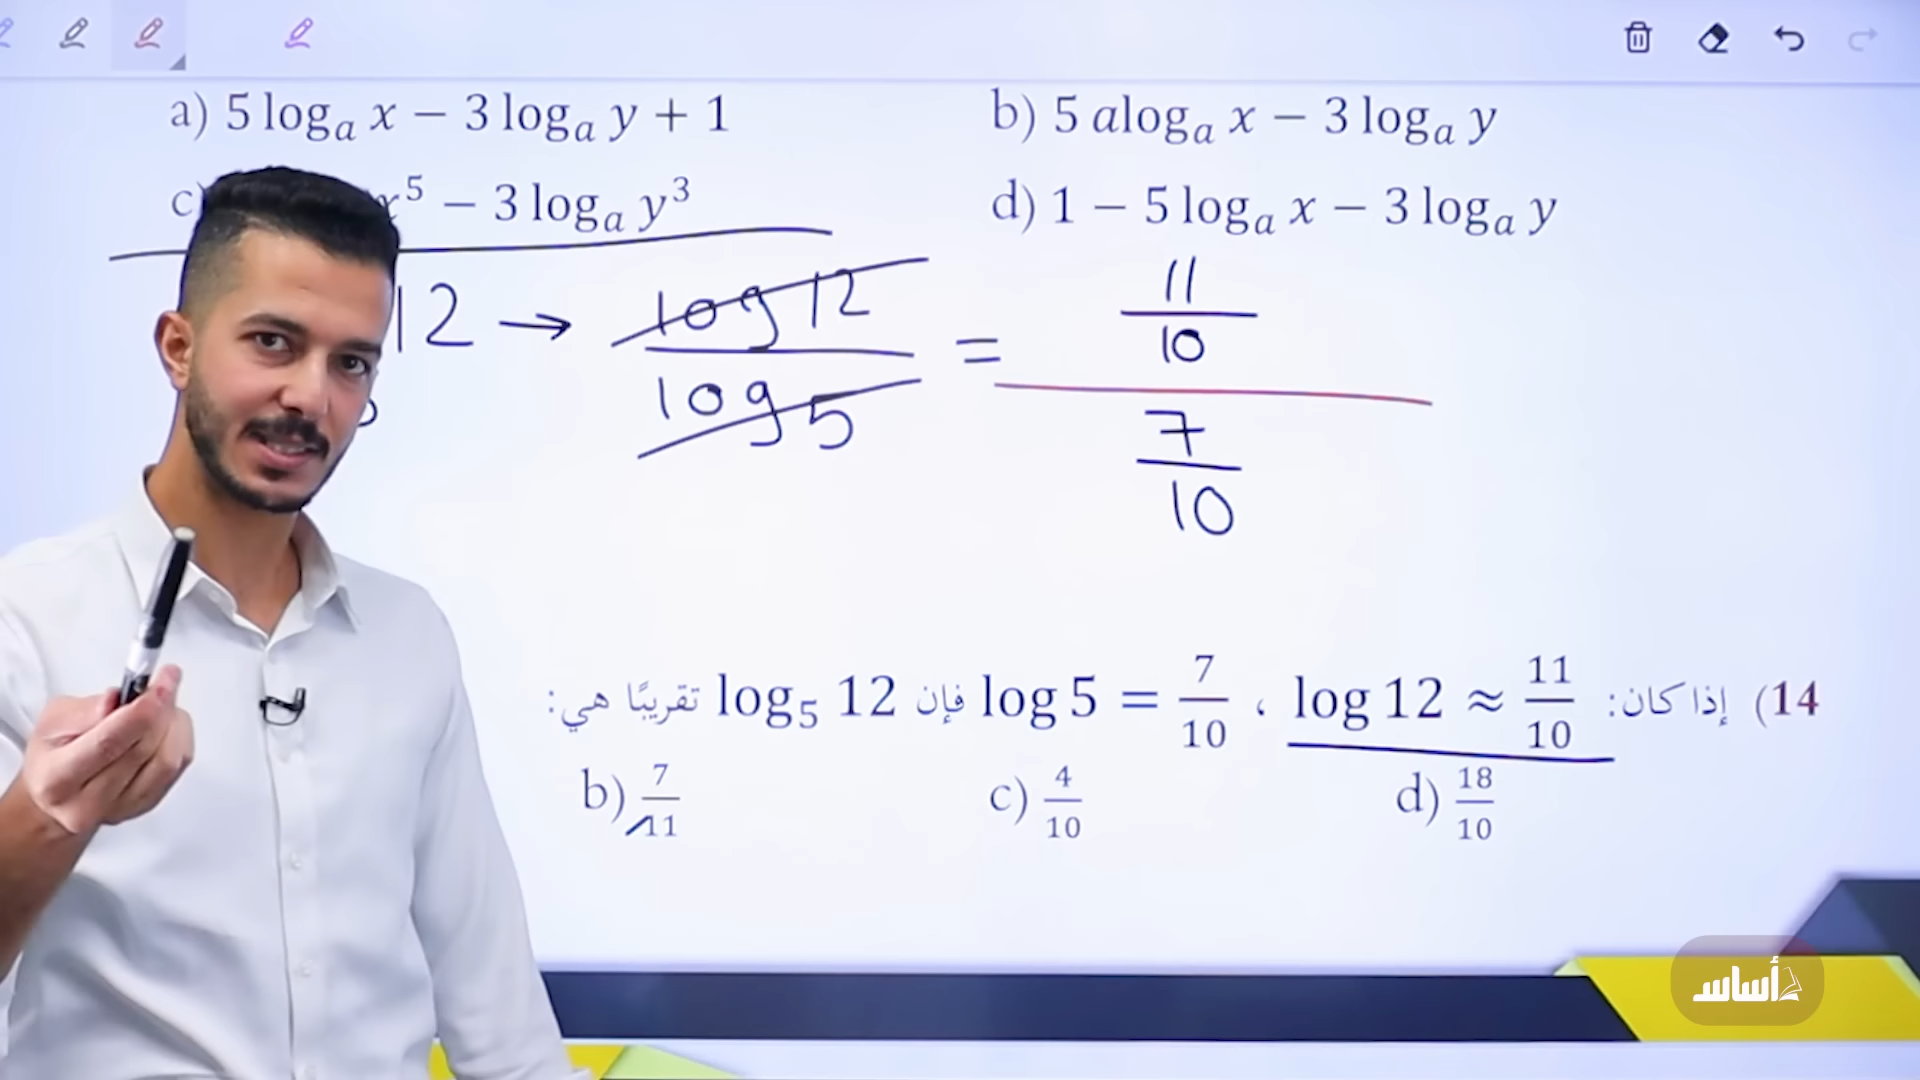 a) 5 logₐ x − 3 logₐ y + 1
b) 5 alogₐ x − 3 logₐ y
c) x⁵ − 3 logₐ y³
d) 1 − 5 logₐ x − 3 logₐ y
12 → log 12 / log 5 = 11/10 / 7/10
14) إذا كان: log 12 ≈ 11/10 ، log 5 = 7/10 فإن log₅ 12 تقريبًا هي:
b) 7/11
c) 4/10
d) 18/10
أساس